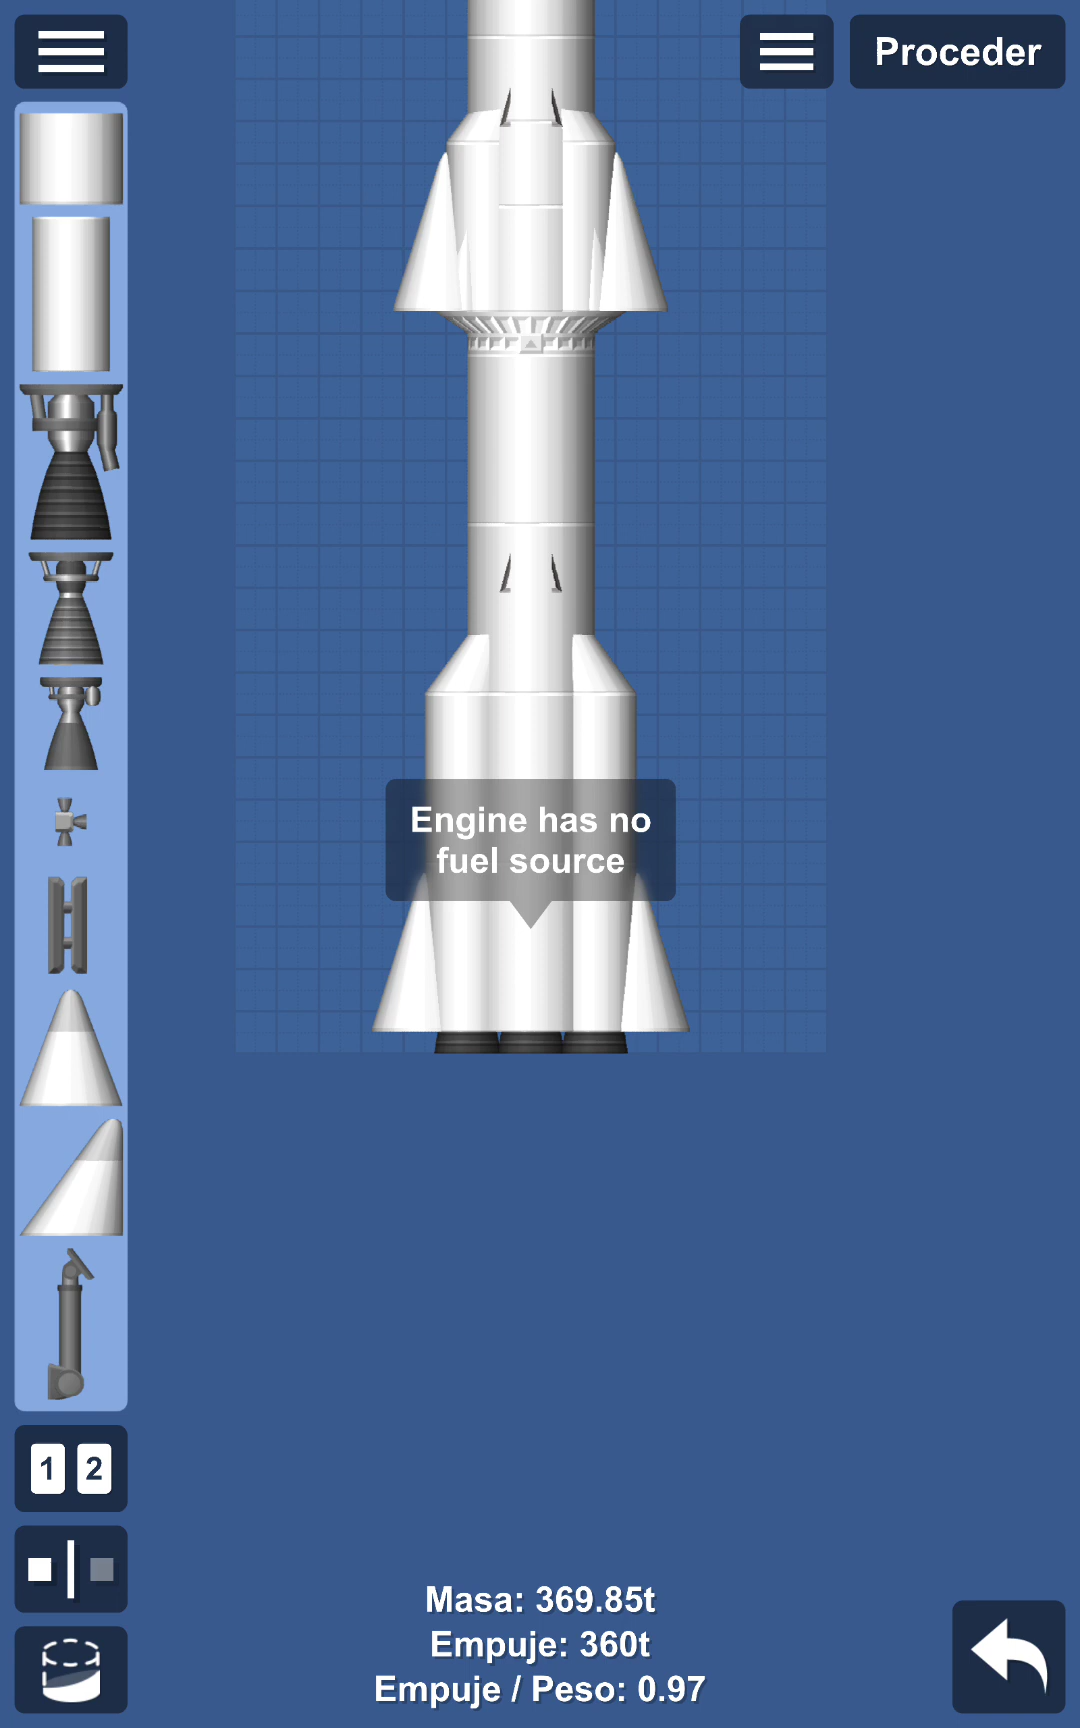 Proceder
Engine has no
fuel source
1 2
Masa: 369.85t
Empuje: 360t
Empuje / Peso: 0.97